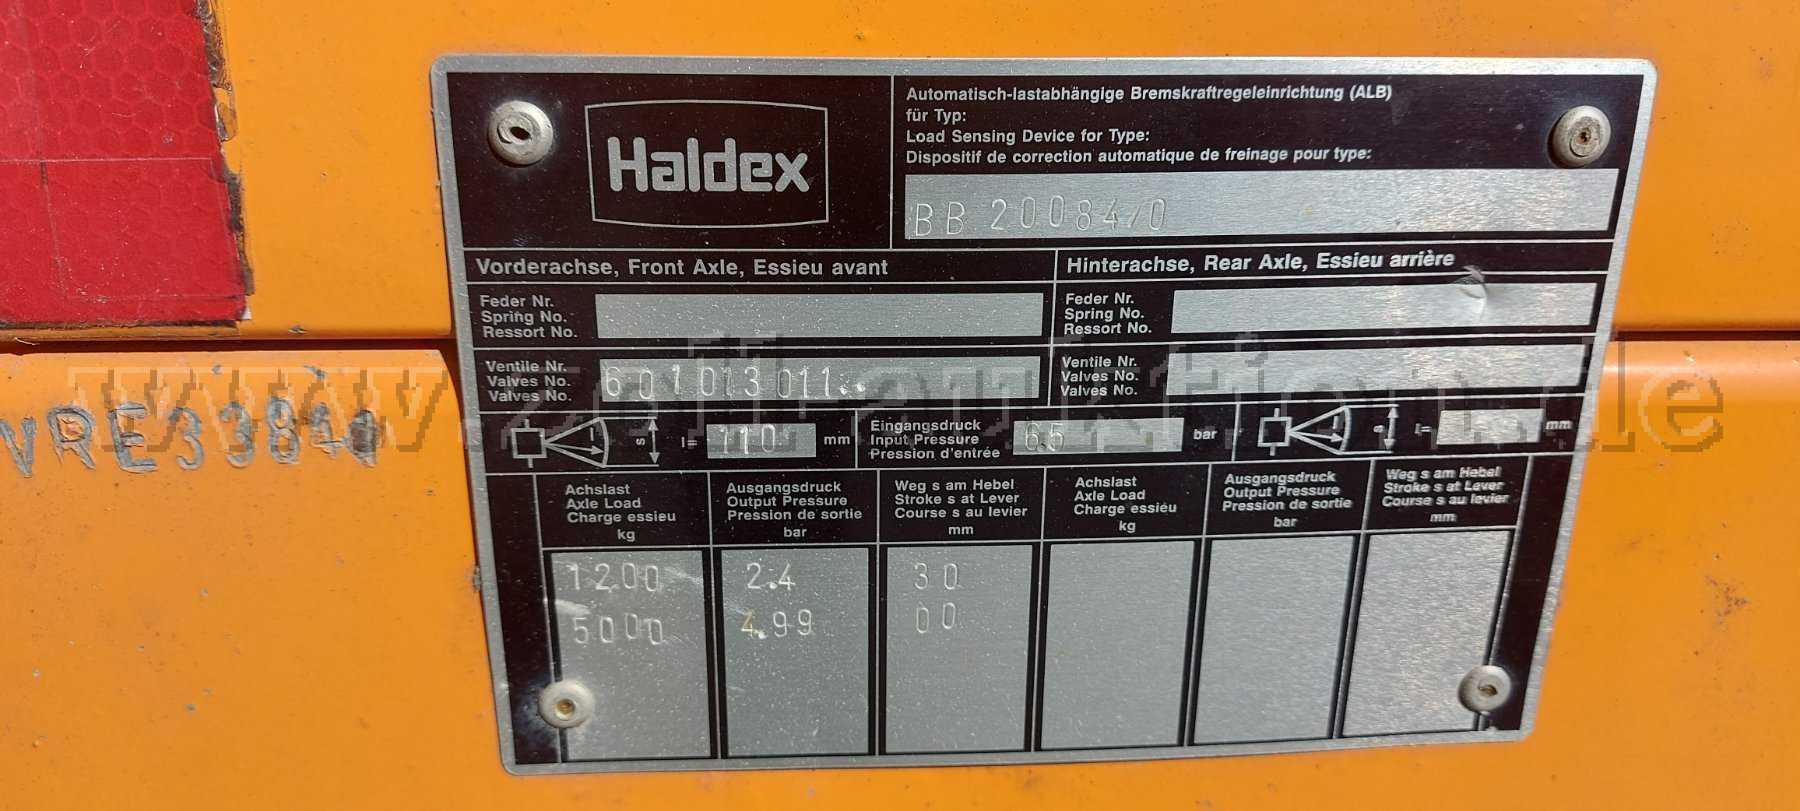 Haldex
Automatisch-lastabhängige Bremskraftregeleinrichtung (ALB)
für Typ:
Load Sensing Device for Type:
Dispositif de correction automatique de freinage pour type:
BB 20084/0
Vorderachse, Front Axle, Essieu avant
Hinterachse, Rear Axle, Essieu arrière
Feder Nr.
Spring No.
Ressort No.
Feder Nr.
Spring No.
Ressort No.
Ventile Nr.
Valves No.
Valves No.
601013011
Ventile Nr.
Valves No.
Valves No.
www.zoll-auktion.de
l
s
l= 110 mm
Eingangsdruck
Input Pressure
Pression d'entrée
6.5 bar
l
l= mm
Achslast
Axle Load
Charge essieu
kg
Ausgangsdruck
Output Pressure
Pression de sortie
bar
Weg s am Hebel
Stroke s at Lever
Course s au levier
mm
Achslast
Axle Load
Charge essieu
kg
Ausgangsdruck
Output Pressure
Pression de sortie
bar
Weg s am Hebel
Stroke s at Lever
Course s au levier
mm
1200 2.4 30
5000 4.99 00